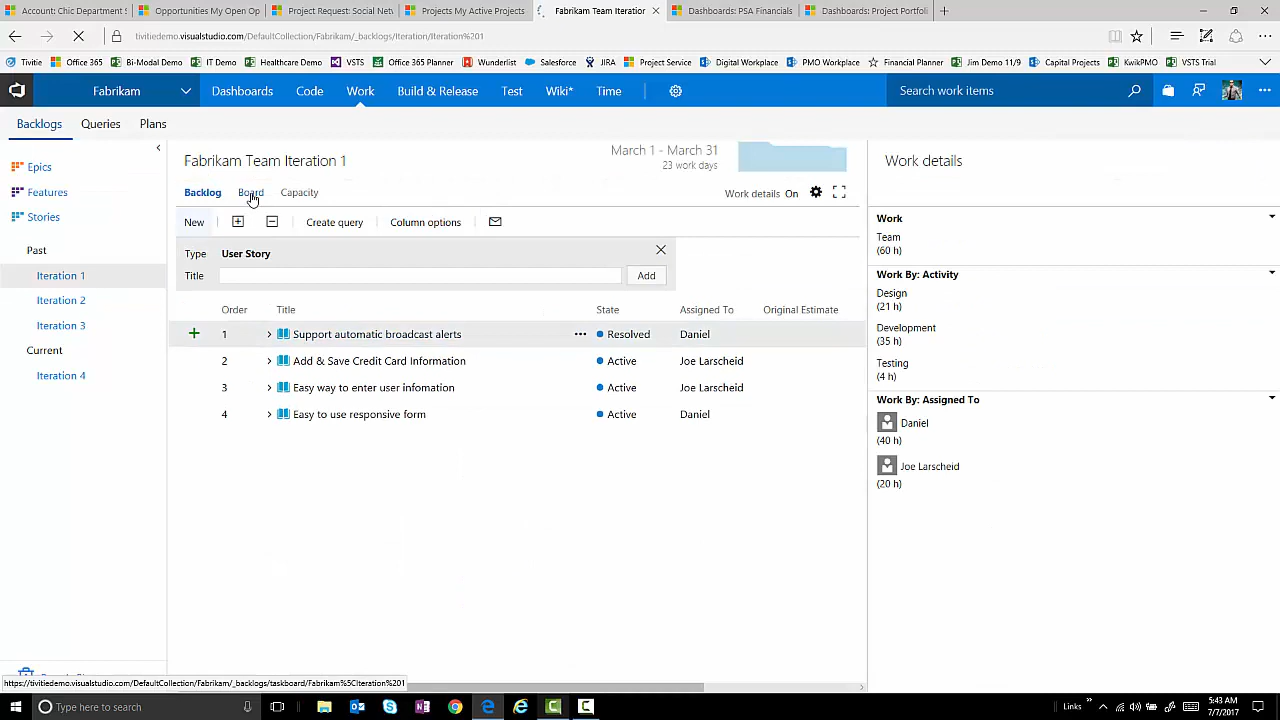 Account: Chic Department S
Opportunities My Open Op
Project Request: Social Net
Projects My Active Projects
Fabrikam Team Iteration
Dashboards: PSA Financials
Dashboards: Project Portfoli
tivitiedemo.visualstudio.com/DefaultCollection/Fabrikam/_backlogs/Iteration/Iteration%201
Tivitie
Office 365
Bi-Modal Demo
IT Demo
Healthcare Demo
VSTS
Office 365 Planner
Wunderlist
Salesforce
JIRA
Project Service
Digital Workplace
PMO Workplace
Financial Planner
Jim Demo 11/9
Capital Projects
KwikPMO
VSTS Trial
Fabrikam
Dashboards
Code
Work
Build & Release
Test
Wiki*
Time
Search work items
Backlogs
Queries
Plans
Epics
Features
Stories
Past
Iteration 1
Iteration 2
Iteration 3
Current
Iteration 4
Fabrikam Team Iteration 1
March 1 - March 31
23 work days
Backlog
Board
Capacity
Work details On
New
Create query
Column options
Type User Story
Title
Add
Order Title State Assigned To Original Estimate
1 Support automatic broadcast alerts ••• Resolved Daniel
2 Add & Save Credit Card Information Active Joe Larscheid
3 Easy way to enter user infomation Active Joe Larscheid
4 Easy to use responsive form Active Daniel
Work details
Work
Team
(60 h)
Work By: Activity
Design
(21 h)
Development
(35 h)
Testing
(4 h)
Work By: Assigned To
Daniel
(40 h)
Joe Larscheid
(20 h)
https://tivitiedemo.visualstudio.com/DefaultCollection/Fabrikam/_backlogs/taskboard/Fabrikam%5CIteration%201
Type here to search
Links
5:43 AM
7/7/2017